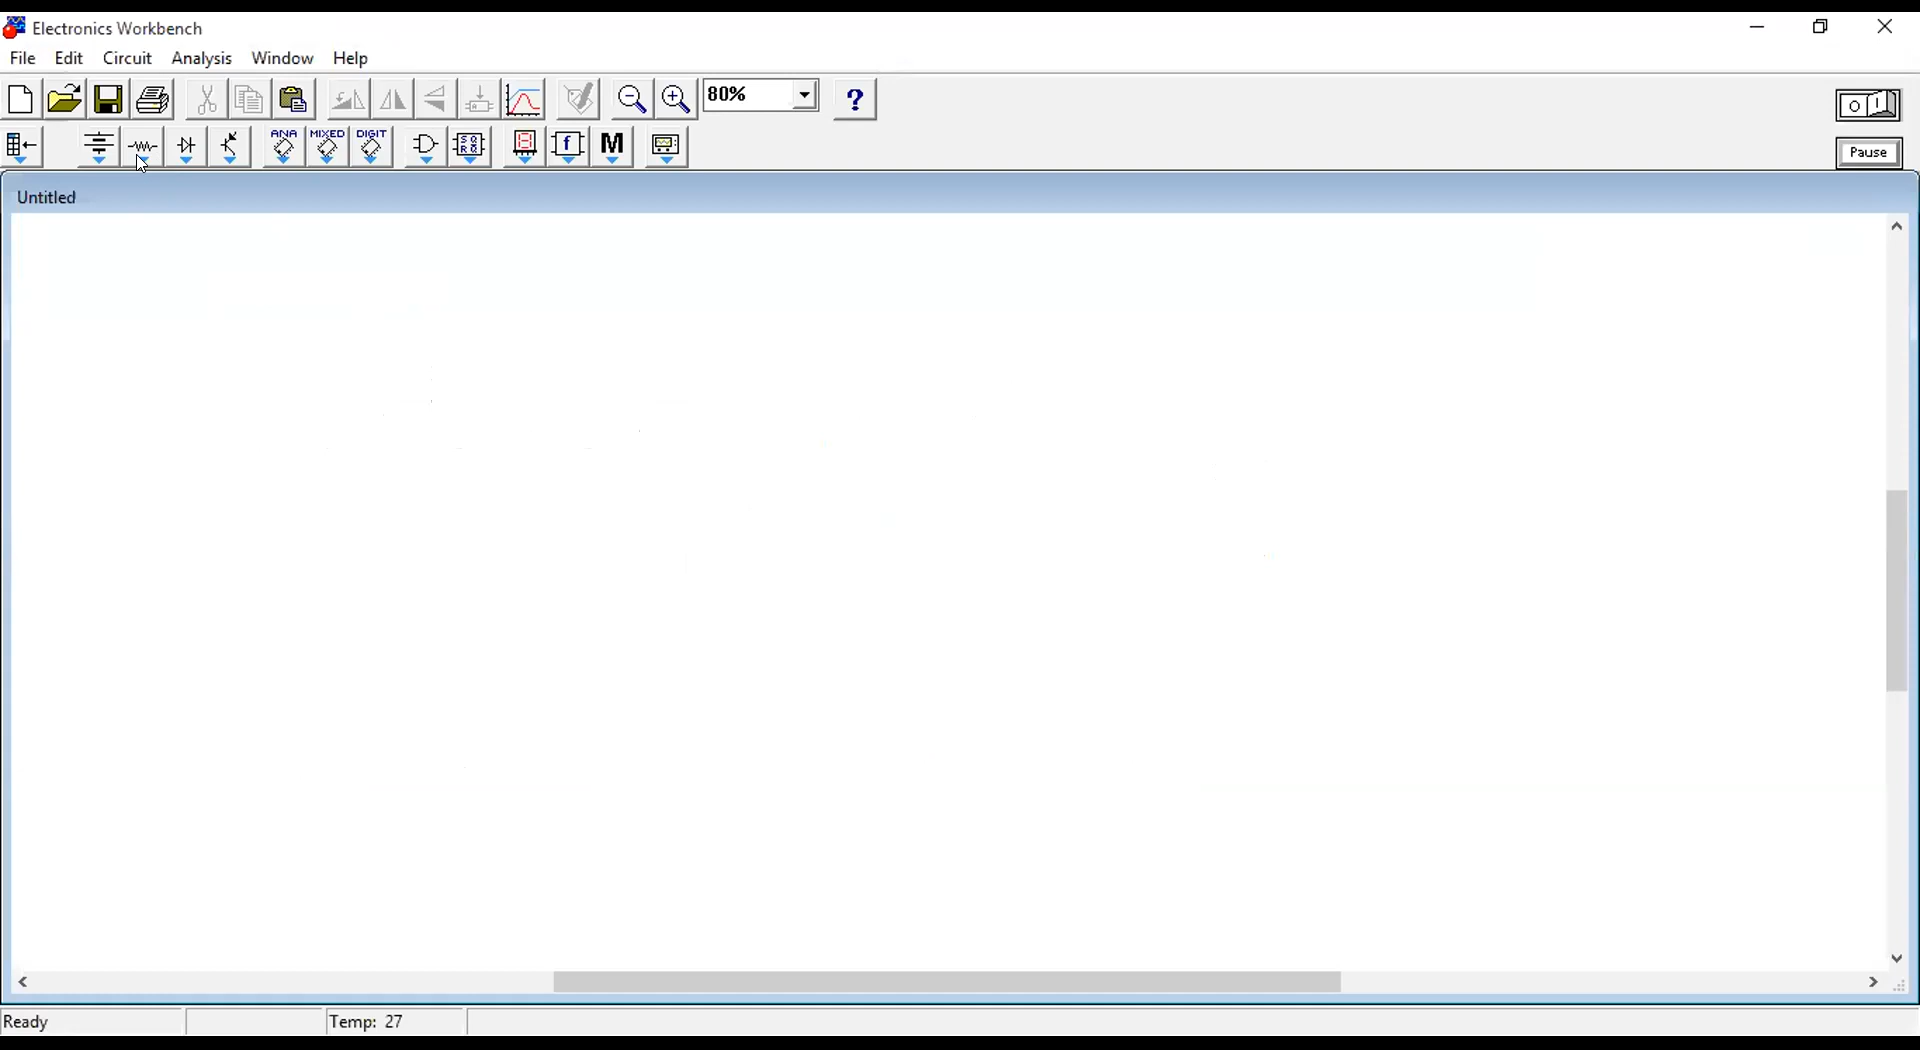 Electronics Workbench
File Edit Circuit Analysis Window Help
80% ?
ANA MIXED DIGIT f M
Pause
Untitled
Ready Temp: 27